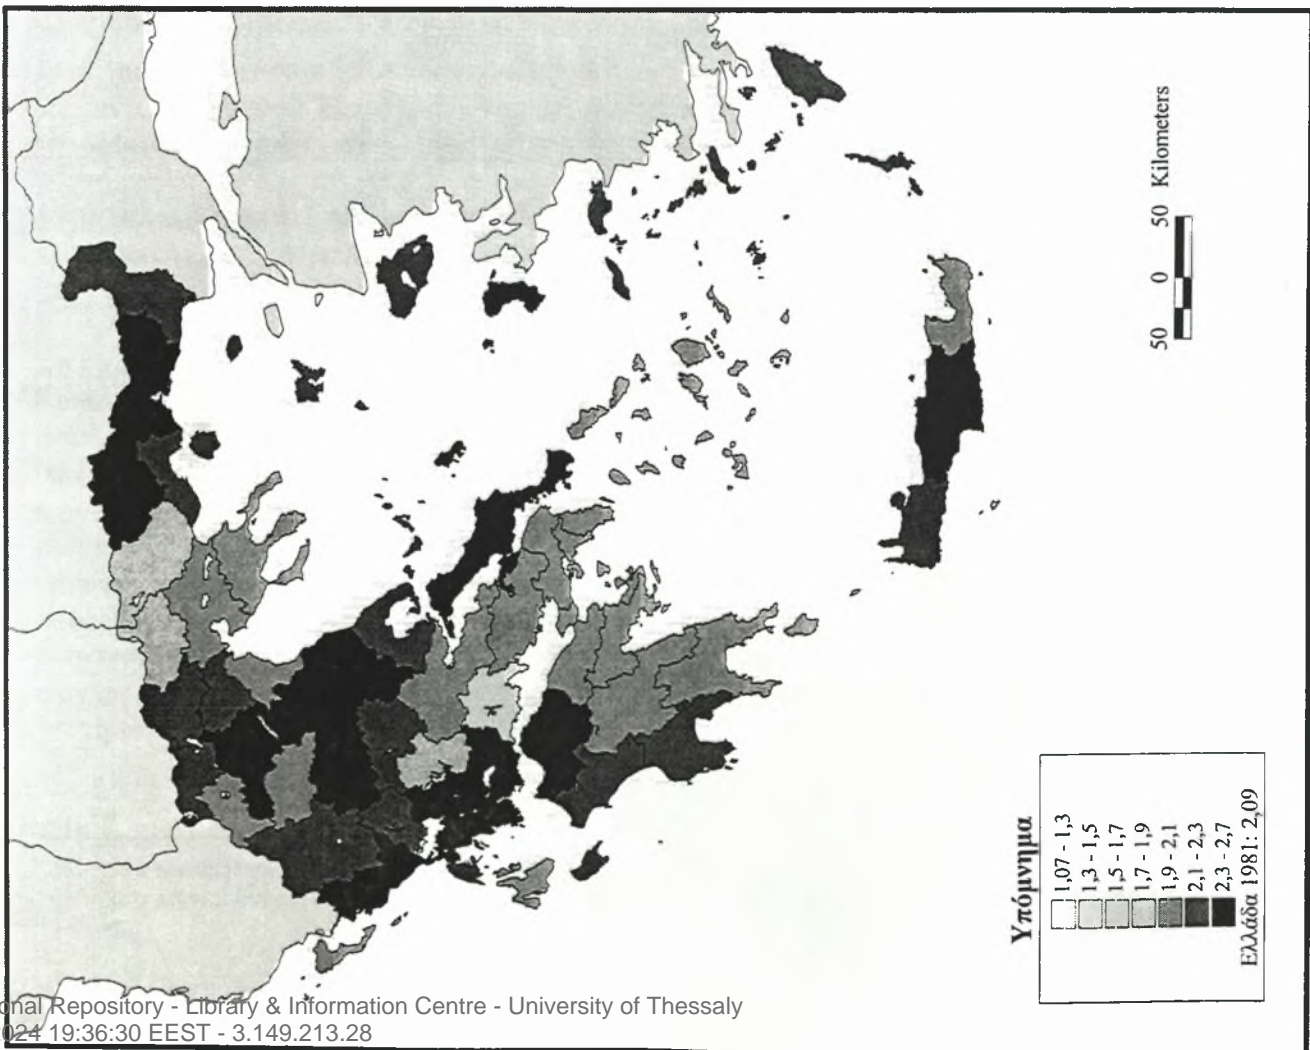 50 0 50 Kilometers
Υπόμνημα
1,07 - 1,3
1,3 - 1,5
1,5 - 1,7
1,7 - 1,9
1,9 - 2,1
2,1 - 2,3
2,3 - 2,7
Ελλάδα 1981: 2,09
onal Repository - Library & Information Centre - University of Thessaly
024 19:36:30 EEST - 3.149.213.28